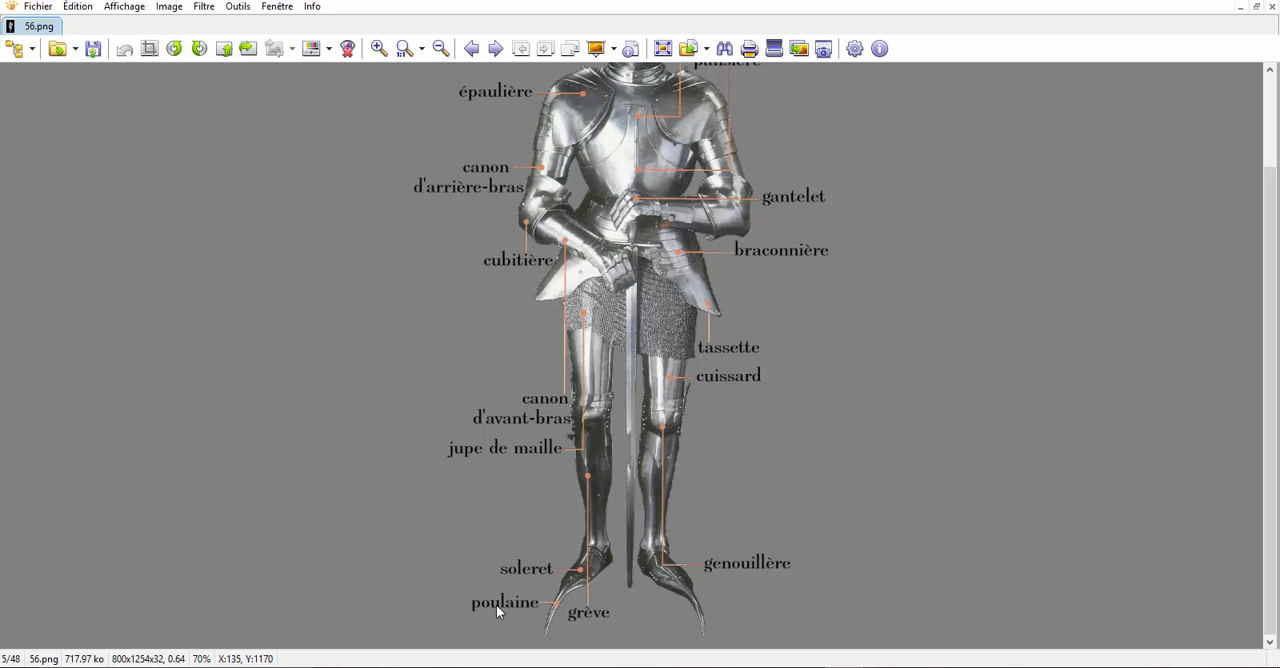 Fichier Édition Affichage Image Filtre Outils Fenêtre Info
56.png
pansière
épaulière
canon
d'arrière-bras
gantelet
braconnière
cubitière
tassette
cuissard
canon
d'avant-bras
jupe de maille
soleret
genouillère
poulaine
grève
5/48 56.png 717.97 ko 800x1254x32, 0.64 70% X:135, Y:1170